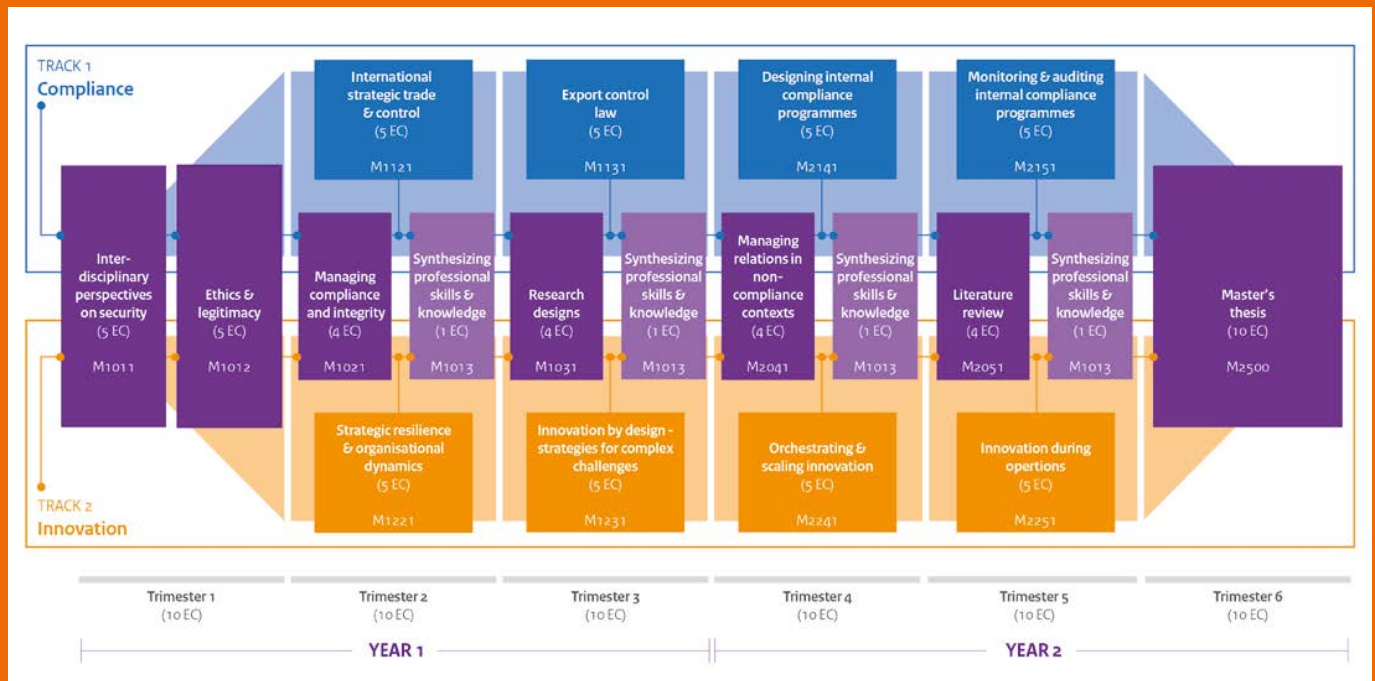 TRACK 1
Compliance
International
strategic trade
& control
(5 EC)
M1121
Export control
law
(5 EC)
M1131
Designing internal
compliance
programmes
(5 EC)
M2141
Monitoring & auditing
internal compliance
programmes
(5 EC)
M2151
Inter-
disciplinary
perspectives
on security
(5 EC)
M1011
Ethics &
legitimacy
(5 EC)
M1012
Managing
compliance
and integrity
(4 EC)
M1021
Synthesizing
professional
skills &
knowledge
(1 EC)
M1013
Research
designs
(4 EC)
M1031
Synthesizing
professional
skills &
knowledge
(1 EC)
M1013
Managing
relations in
non-
compliance
contexts
(4 EC)
M2041
Synthesizing
professional
skills &
knowledge
(1 EC)
M1013
Literature
review
(4 EC)
M2051
Synthesizing
professional
skills &
knowledge
(1 EC)
M1013
Master's
thesis
(10 EC)
M2500
Strategic resilience
& organisational
dynamics
(5 EC)
M1221
Innovation by design -
strategies for complex
challenges
(5 EC)
M1231
Orchestrating &
scaling innovation
(5 EC)
M2241
Innovation during
opertions
(5 EC)
M2251
TRACK 2
Innovation
Trimester 1
(10 EC)
Trimester 2
(10 EC)
Trimester 3
(10 EC)
Trimester 4
(10 EC)
Trimester 5
(10 EC)
Trimester 6
(10 EC)
YEAR 1
YEAR 2